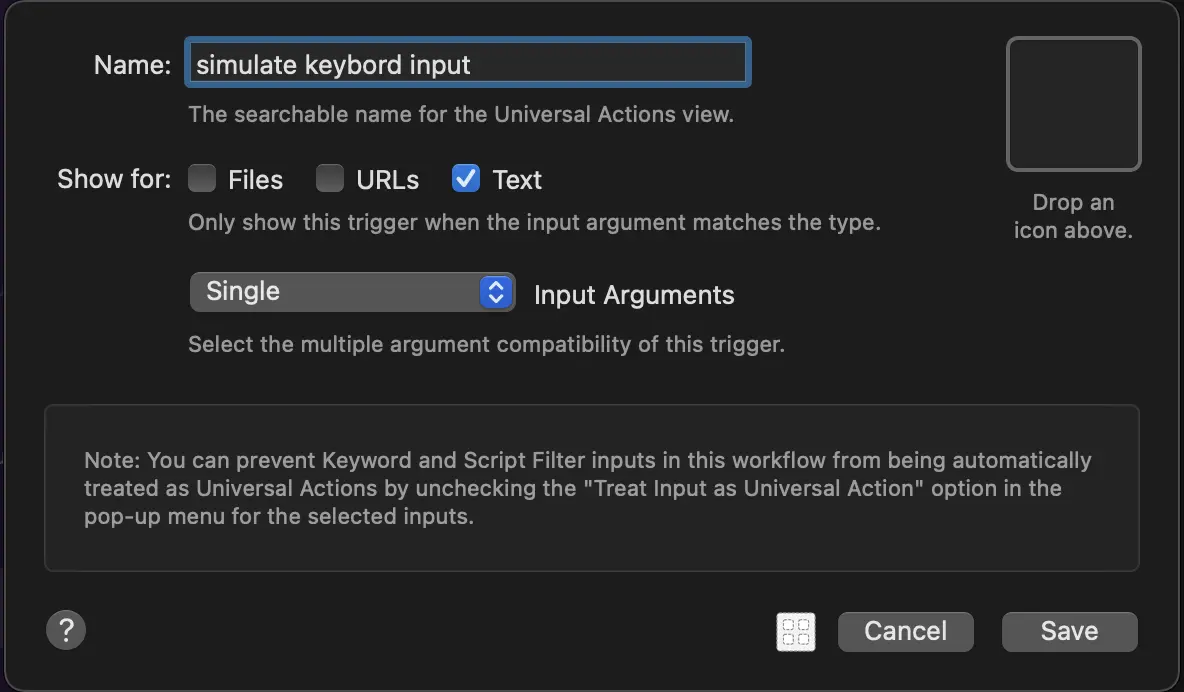 Name: simulate keybord input
The searchable name for the Universal Actions view.
Show for: Files URLs Text
Only show this trigger when the input argument matches the type.
Drop an
icon above.
Single Input Arguments
Select the multiple argument compatibility of this trigger.
Note: You can prevent Keyword and Script Filter inputs in this workflow from being automatically
treated as Universal Actions by unchecking the "Treat Input as Universal Action" option in the
pop-up menu for the selected inputs.
? Cancel Save